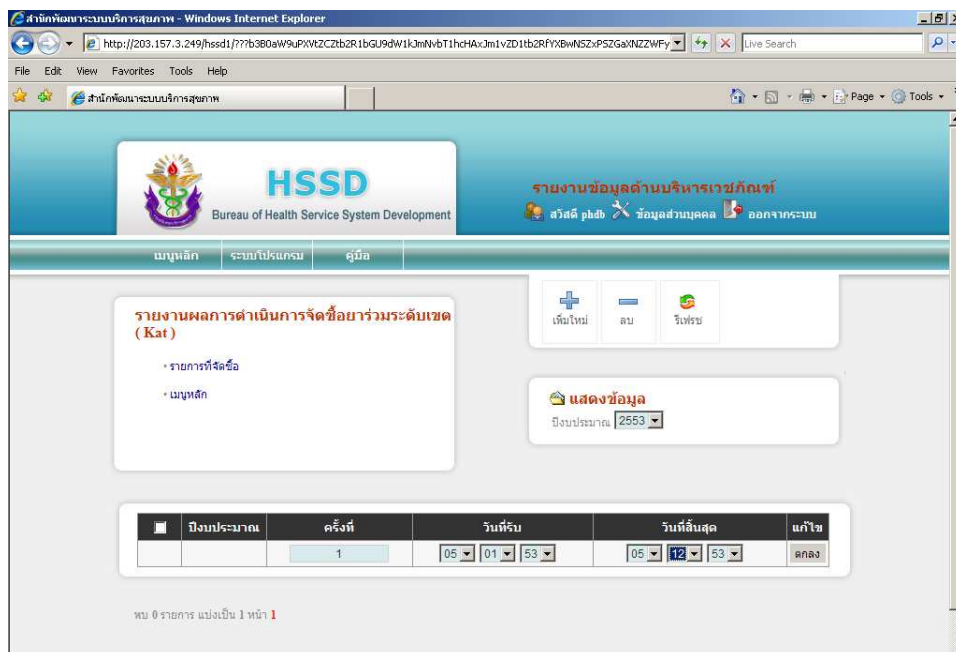 สำนักพัฒนาระบบบริการสุขภาพ - Windows Internet Explorer
Live Search
File Edit View Favorites Tools Help
สำนักพัฒนาระบบบริการสุขภาพ
Page Tools
HSSD
Bureau of Health Service System Development
รายงานข้อมูลด้านบริหารเวชภัณฑ์
สวัสดี phdb ข้อมูลส่วนบุคคล ออกจากระบบ
เมนูหลัก ระบบโปรแกรม คู่มือ
เพิ่มใหม่ ลบ รีเฟรช
รายงานผลการดำเนินการจัดซื้อยาร่วมระดับเขต
( Kat )
รายการที่จัดซื้อ
เมนูหลัก
แสดงข้อมูล
ปีงบประมาณ 2553
ปีงบประมาณ ครั้งที่ วันที่รับ วันที่สิ้นสุด แก้ไข
1 05 01 53 05 12 53 ตกลง
พบ 0 รายการ แบ่งเป็น 1 หน้า 1